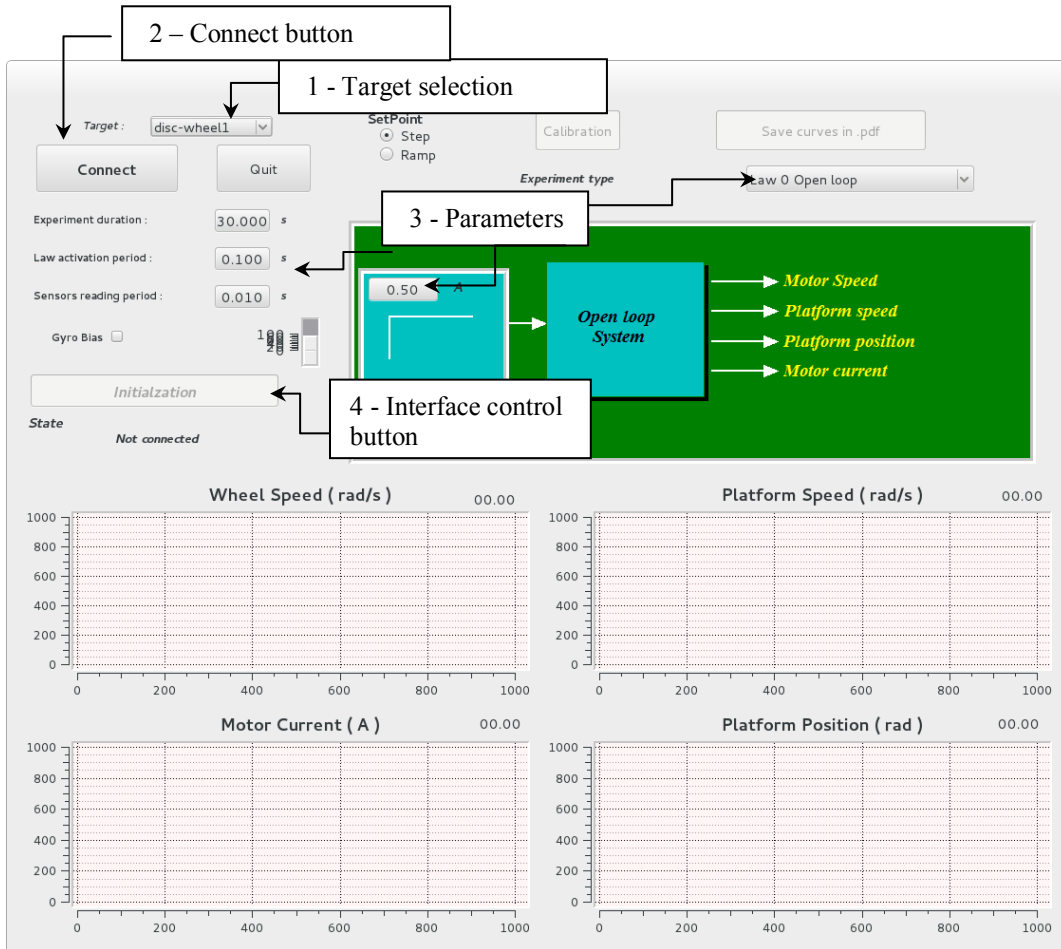 2 – Connect button
1 - Target selection
Target :
disc-wheel1
SetPoint
Step
Ramp
Calibration
Save curves in .pdf
Connect
Quit
Experiment type
Law 0 Open loop
3 - Parameters
Experiment duration :
30.000 s
Law activation period :
0.100 s
Sensors reading period :
0.010 s
Gyro Bias
100
0
0.50 A
Open loop
System
Motor Speed
Platform speed
Platform position
Motor current
Initialzation
4 - Interface control
button
State
Not connected
Wheel Speed ( rad/s )
00.00
1000
800
600
400
200
0
0 200 400 600 800 1000
Platform Speed ( rad/s )
00.00
1000
800
600
400
200
0
0 200 400 600 800 1000
Motor Current ( A )
00.00
1000
800
600
400
200
0
0 200 400 600 800 1000
Platform Position ( rad )
00.00
1000
800
600
400
200
0
0 200 400 600 800 1000